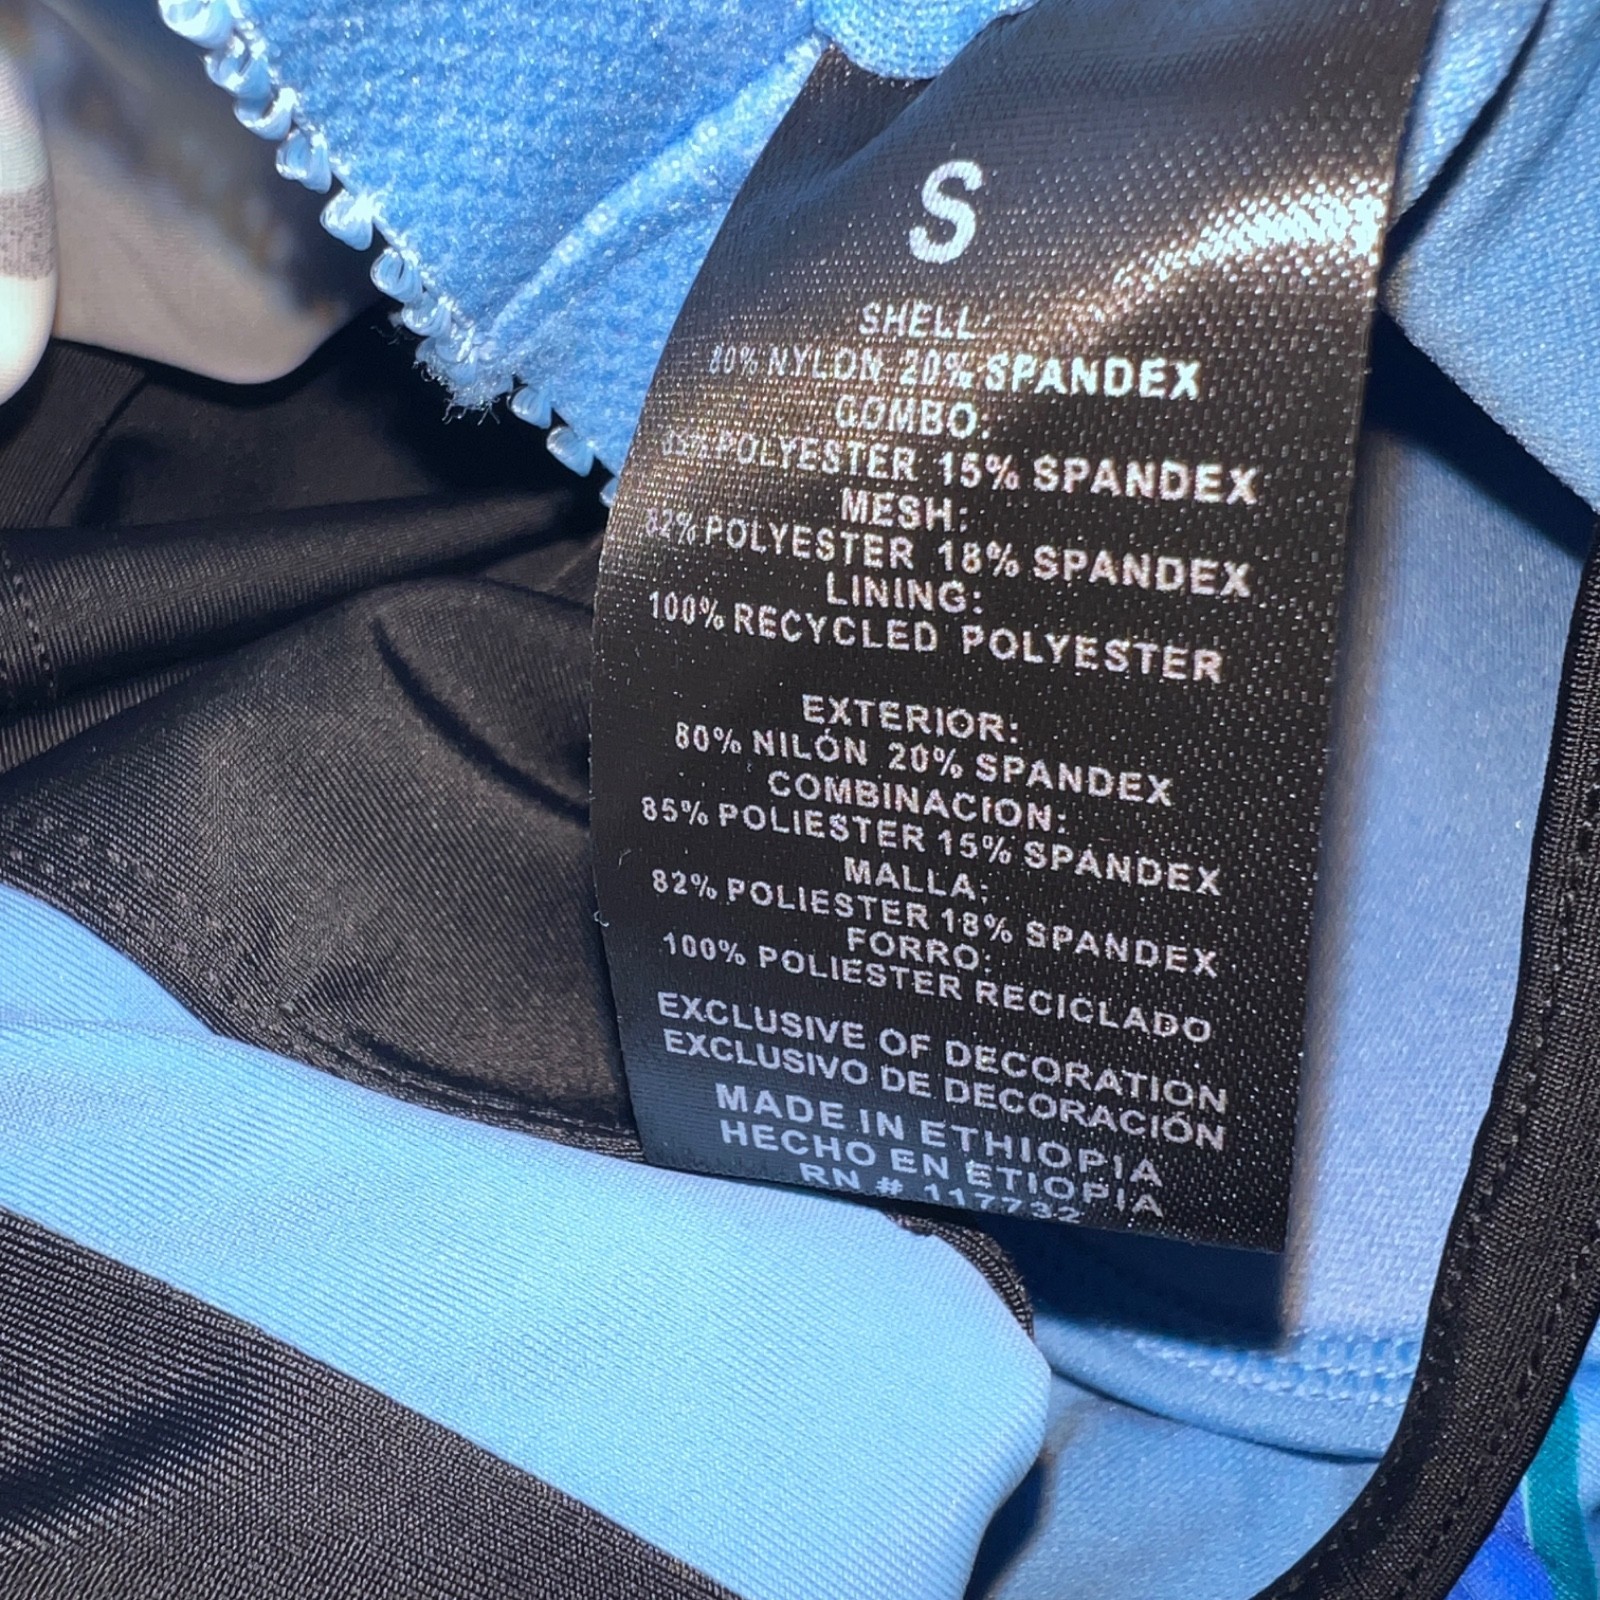 S
SHELL:
80% NYLON 20% SPANDEX
COMBO:
85% POLYESTER 15% SPANDEX
MESH:
82% POLYESTER 18% SPANDEX
LINING:
100% RECYCLED POLYESTER
EXTERIOR:
80% NILÓN 20% SPANDEX
COMBINACIÓN:
85% POLIESTER 15% SPANDEX
MALLA:
82% POLIESTER 18% SPANDEX
FORRO:
100% POLIESTER RECICLADO
EXCLUSIVE OF DECORATION
EXCLUSIVO DE DECORACIÓN
MADE IN ETHIOPIA
HECHO EN ETIOPIA
RN # 117732